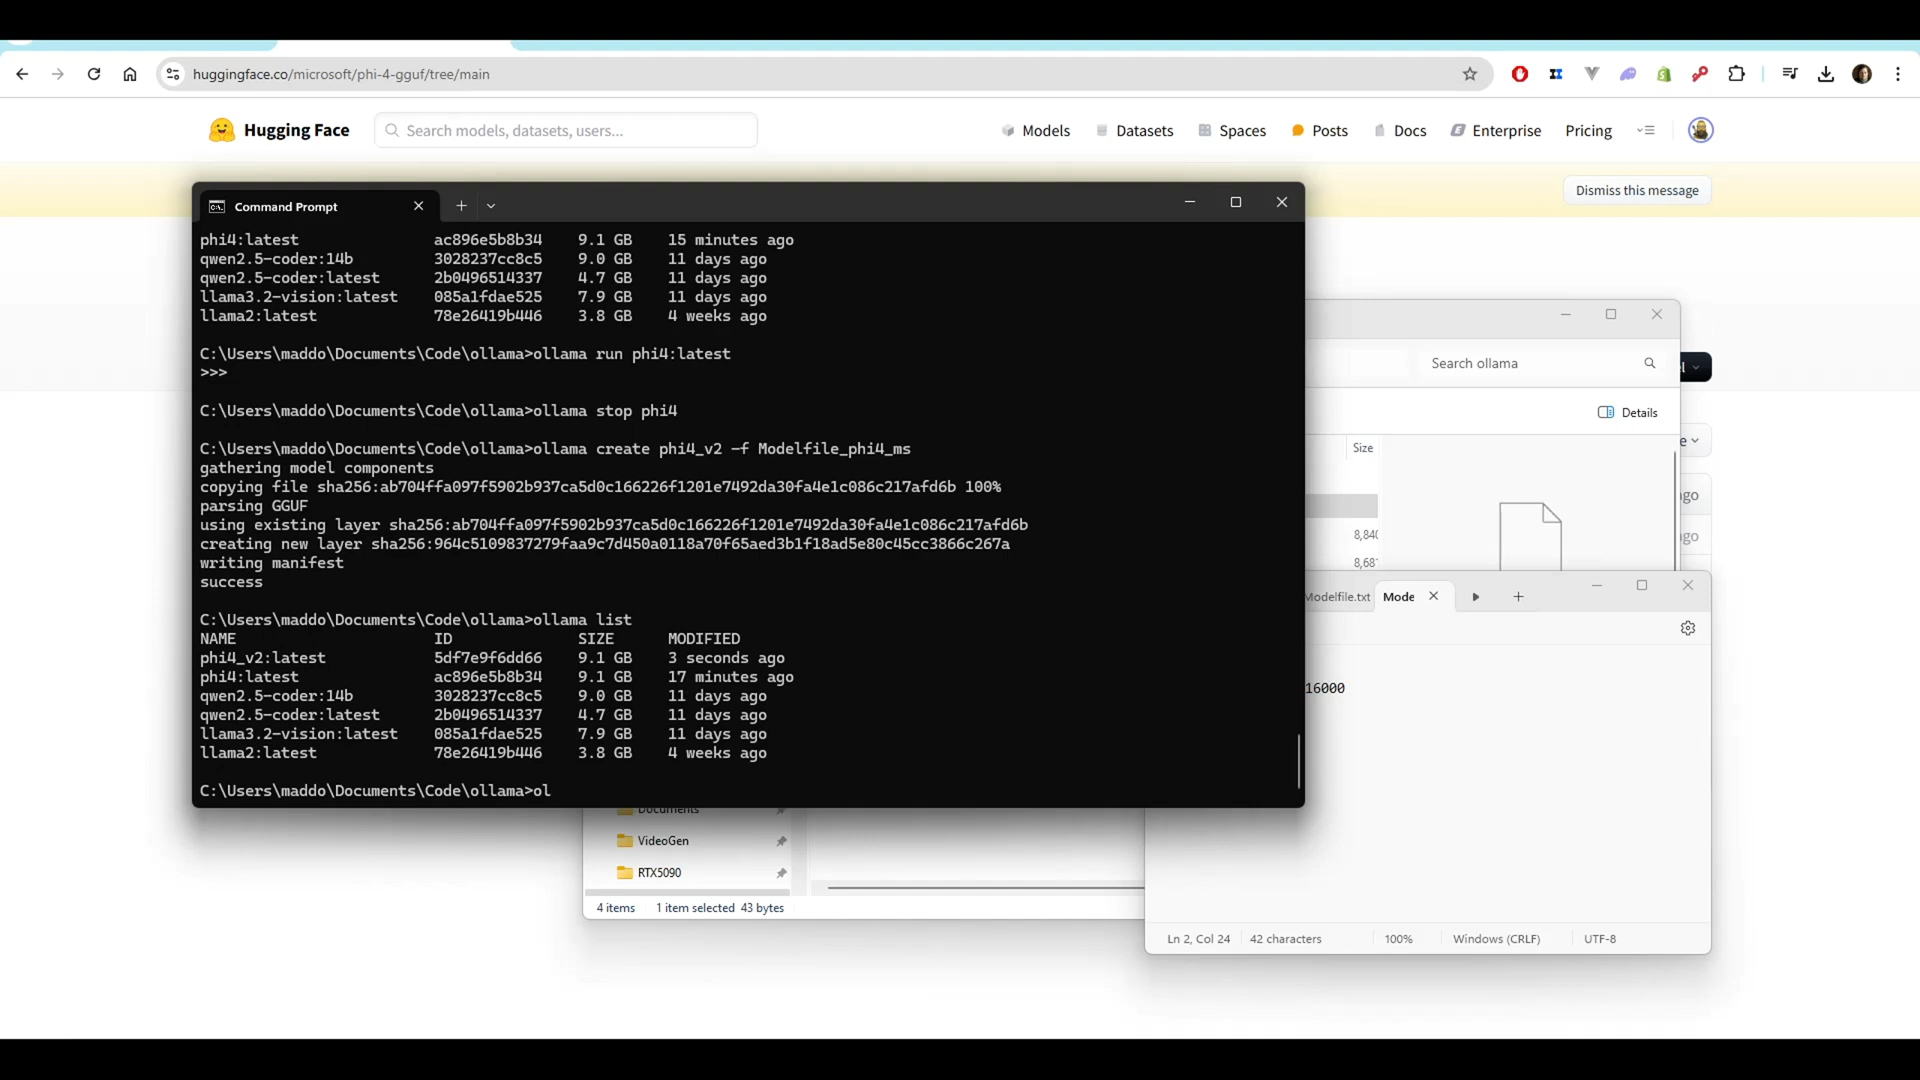 huggingface.co/microsoft/phi-4-gguf/tree/main
Hugging Face
Search models, datasets, users...
Models
Datasets
Spaces
Posts
Docs
Enterprise
Pricing
Dismiss this message
Command Prompt
phi4:latest ac896e5b8b34 9.1 GB 15 minutes ago
qwen2.5-coder:14b 3028237cc8c5 9.0 GB 11 days ago
qwen2.5-coder:latest 2b0496514337 4.7 GB 11 days ago
llama3.2-vision:latest 085a1fdae525 7.9 GB 11 days ago
llama2:latest 78e26419b446 3.8 GB 4 weeks ago
C:\Users\maddo\Documents\Code\ollama>ollama run phi4:latest
>>>
C:\Users\maddo\Documents\Code\ollama>ollama stop phi4
C:\Users\maddo\Documents\Code\ollama>ollama create phi4_v2 -f Modelfile_phi4_ms
gathering model components
copying file sha256:ab704ffa097f5902b937ca5d0c166226f1201e7492da30fa4e1c086c217afd6b 100%
parsing GGUF
using existing layer sha256:ab704ffa097f5902b937ca5d0c166226f1201e7492da30fa4e1c086c217afd6b
creating new layer sha256:964c5109837279faa9c7d450a0118a70f65aed3b1f18ad5e80c45cc3866c267a
writing manifest
success
C:\Users\maddo\Documents\Code\ollama>ollama list
NAME ID SIZE MODIFIED
phi4_v2:latest 5df7e9f6dd66 9.1 GB 3 seconds ago
phi4:latest ac896e5b8b34 9.1 GB 17 minutes ago
qwen2.5-coder:14b 3028237cc8c5 9.0 GB 11 days ago
qwen2.5-coder:latest 2b0496514337 4.7 GB 11 days ago
llama3.2-vision:latest 085a1fdae525 7.9 GB 11 days ago
llama2:latest 78e26419b446 3.8 GB 4 weeks ago
C:\Users\maddo\Documents\Code\ollama>ol
Search ollama
Details
Size
ago
8,840
ago
8,68
Modelfile.txt
Mode
16000
Documents
VideoGen
RTX5090
4 items 1 item selected 43 bytes
Ln 2, Col 24 42 characters 100% Windows (CRLF) UTF-8